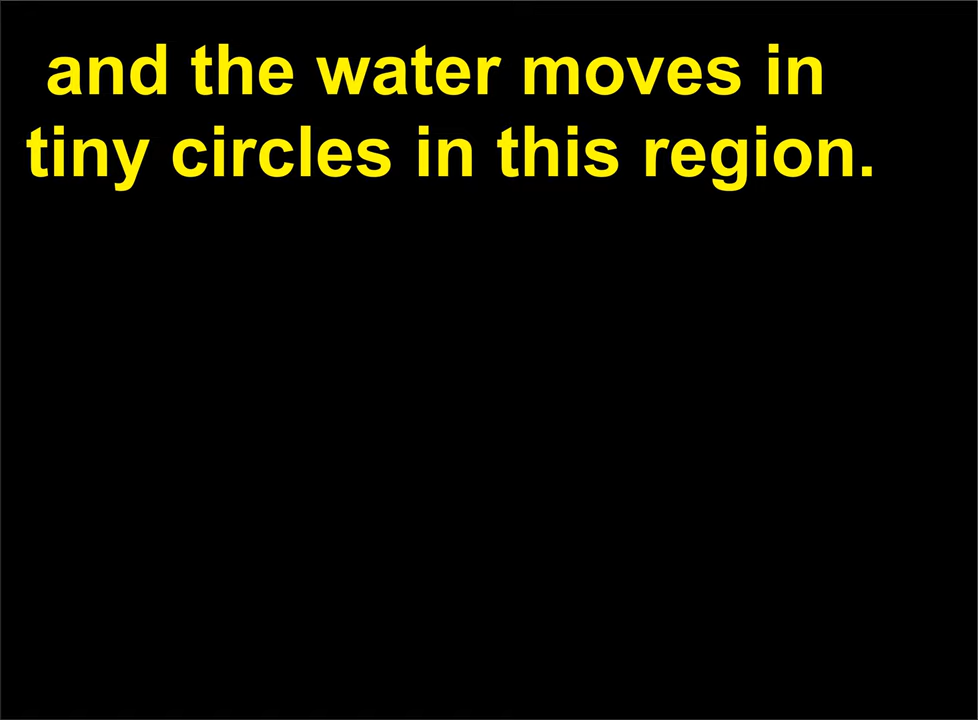 and the water moves in
tiny circles in this region.